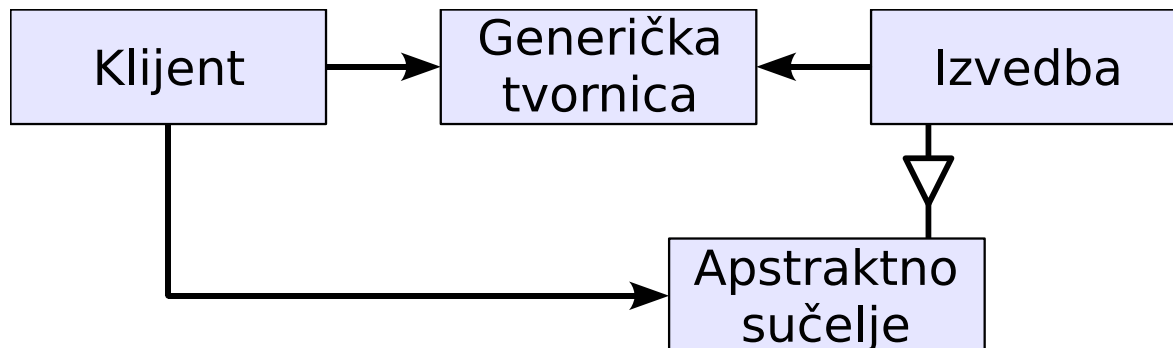 Klijent
Generička
tvornica
Izvedba
Apstraktno
sučelje